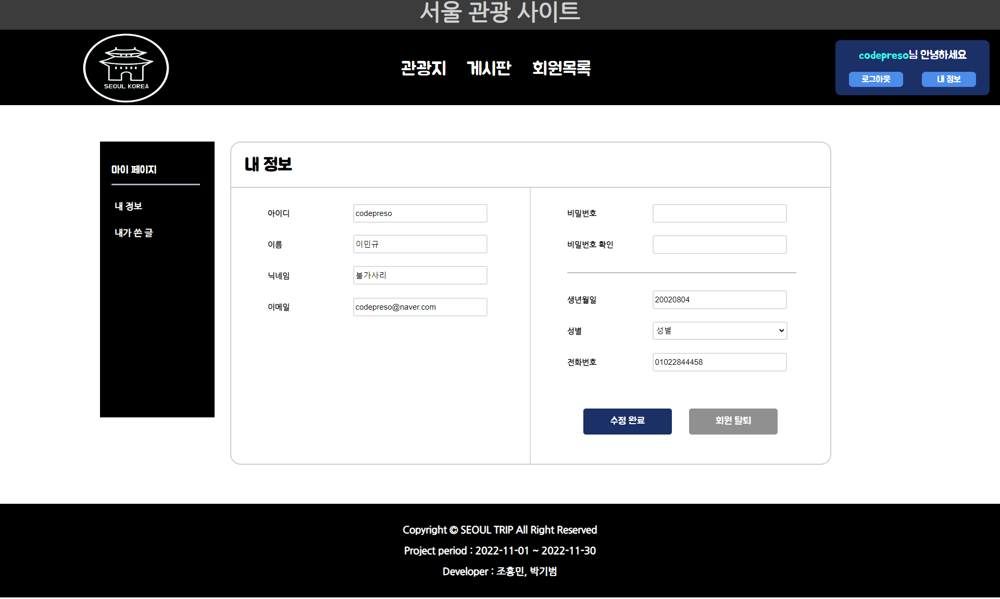 서울 관광 사이트
SEOUL KOREA
관광지 게시판 회원목록
codepreso님 안녕하세요
로그아웃 내 정보
마이 페이지
내 정보
내가 쓴 글
내 정보
아이디 codepreso
이름 이민규
닉네임 불가사리
이메일 codepreso@naver.com
비밀번호
비밀번호 확인
생년월일 20020804
성별 성별
전화번호 01022844458
수정 완료 회원 탈퇴
Copyright © SEOUL TRIP All Right Reserved
Project period : 2022-11-01 ~ 2022-11-30
Developer : 조홍민, 박기범